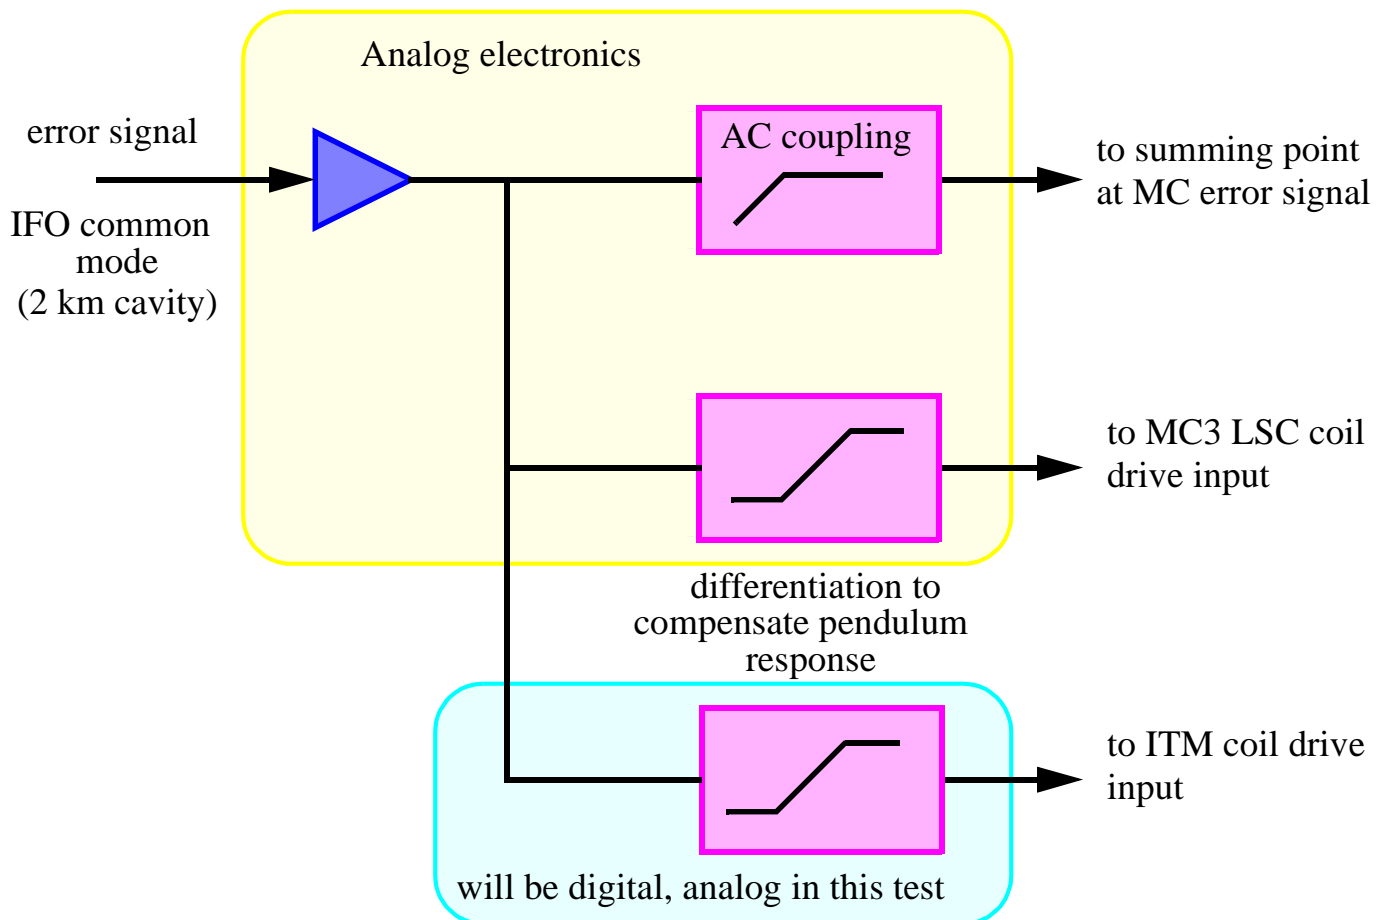 Analog electronics
error signal
IFO common
mode
(2 km cavity)
AC coupling
to summing point
at MC error signal
to MC3 LSC coil
drive input
differentiation to
compensate pendulum
response
to ITM coil drive
input
will be digital, analog in this test